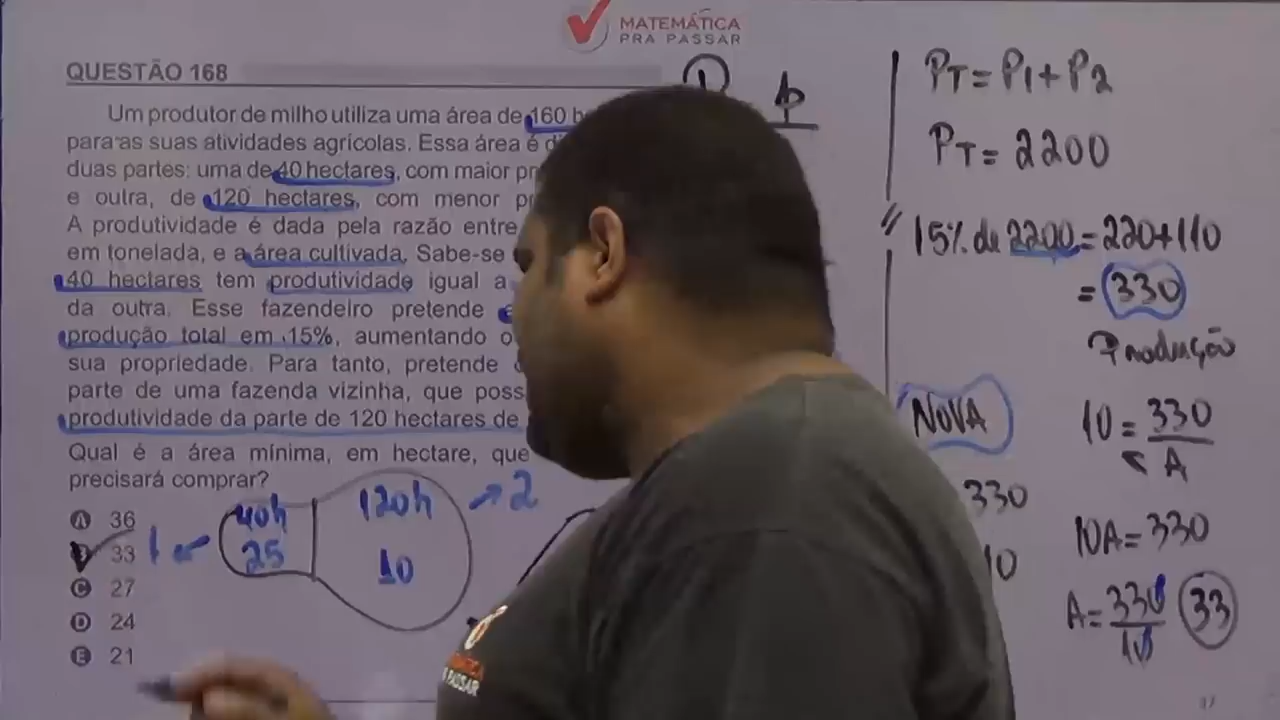 MATEMÁTICA
PRA PASSAR
QUESTÃO 168
Um produtor de milho utiliza uma área de 160
para as suas atividades agrícolas. Essa área é
duas partes: uma de 40 hectares, com maior
e outra, de 120 hectares, com menor
A produtividade é dada pela razão entre
em tonelada, e a área cultivada. Sabe-se
40 hectares tem produtividade igual a
da outra. Esse fazendeiro pretende
produção total em 15%, aumentando
sua propriedade. Para tanto, pretende
parte de uma fazenda vizinha, que
produtividade da parte de 120 hectares de
Qual é a área mínima, em hectare, que
precisará comprar?
A 36
33
C 27
D 24
E 21
1
40h
25
120h
10
2
PT = P1 + P2
PT = 2200
15% de 2200 = 220+110
= 330
Produção
NOVA
10 = 330
A
330
10A = 330
A = 330
10
33
PASSAR